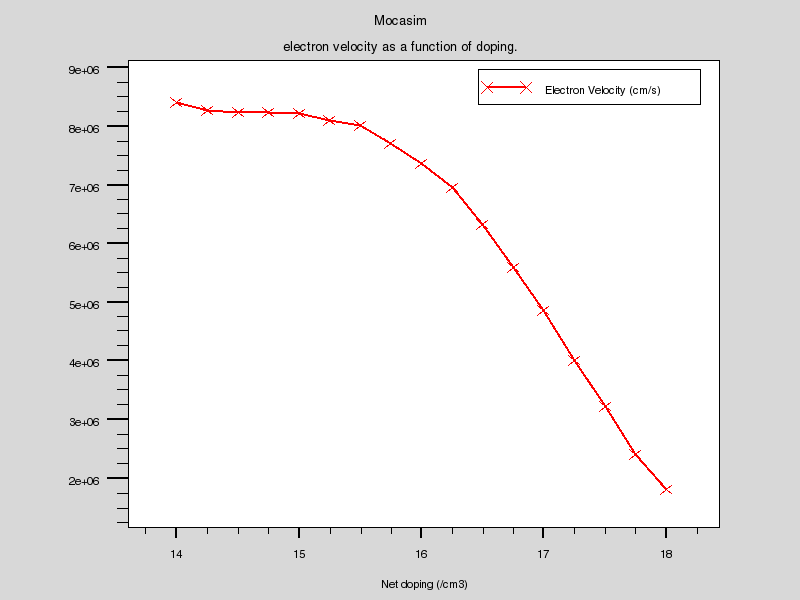 Mocasim
electron velocity as a function of doping.
Electron Velocity (cm/s)
9e+06
8e+06
7e+06
6e+06
5e+06
4e+06
3e+06
2e+06
14 15 16 17 18
Net doping (/cm3)